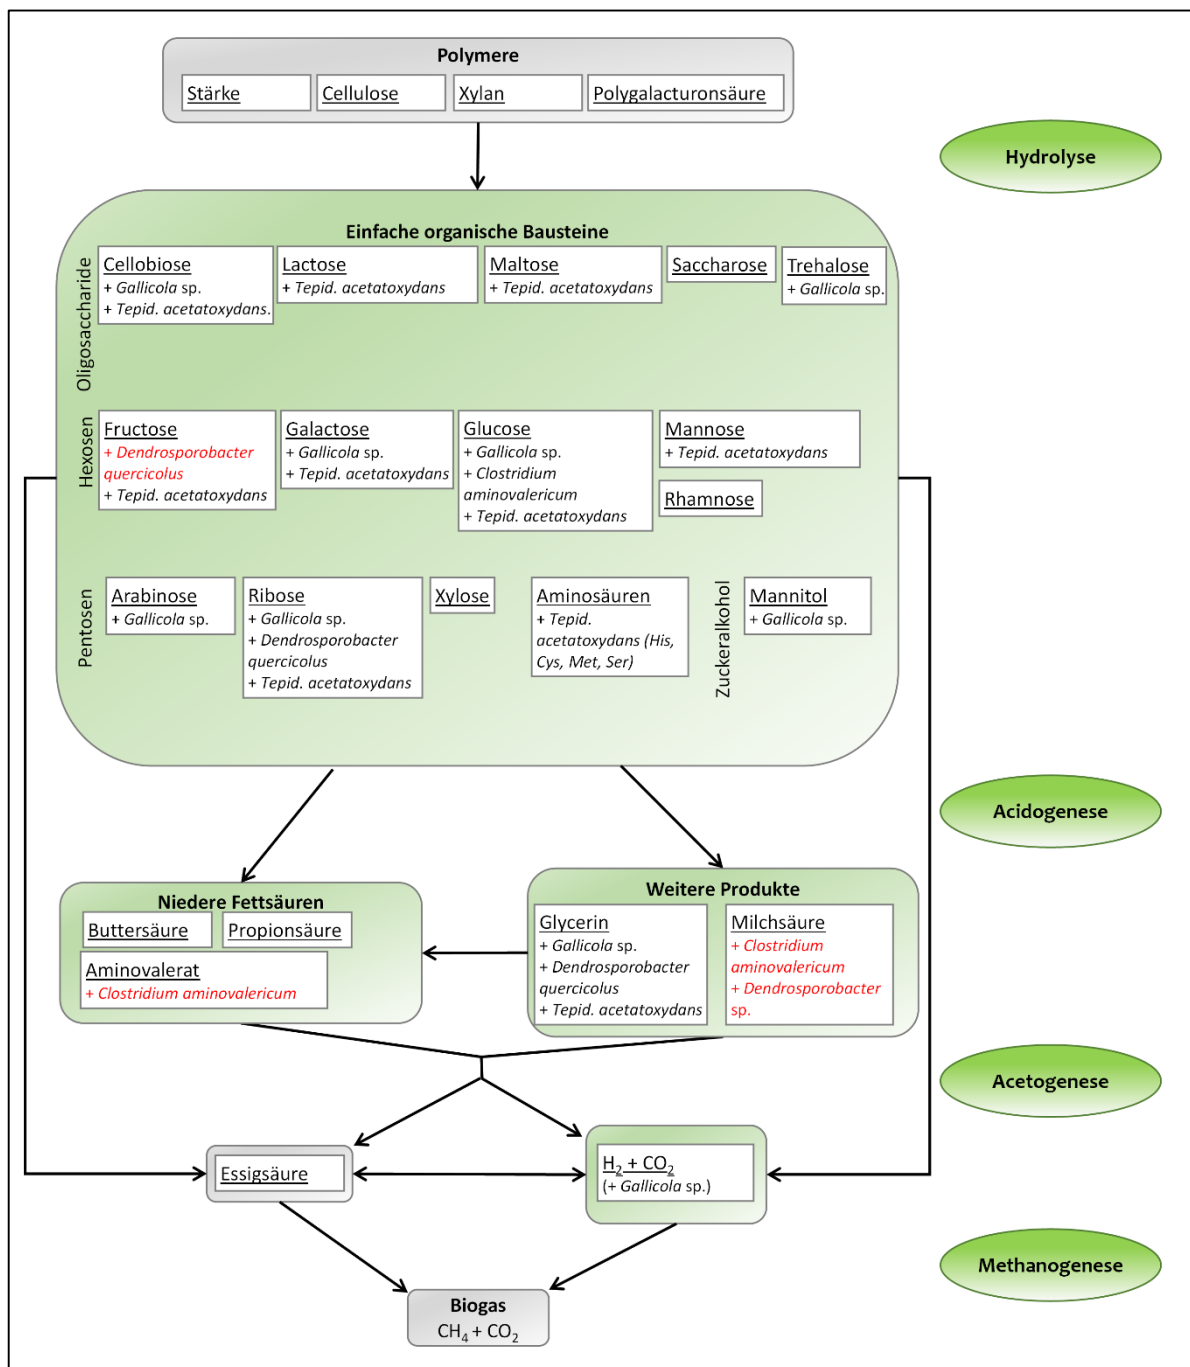 Polymere
Stärke
Cellulose
Xylan
Polygalacturonsäure
Hydrolyse
Einfache organische Bausteine
Oligosaccharide
Cellobiose
+ Gallicola sp.
+ Tepid. acetatoxydans.
Lactose
+ Tepid. acetatoxydans
Maltose
+ Tepid. acetatoxydans
Saccharose
Trehalose
+ Gallicola sp.
Hexosen
Fructose
+ Dendrosporobacter
quercicolus
+ Tepid. acetatoxydans
Galactose
+ Gallicola sp.
+ Tepid. acetatoxydans
Glucose
+ Gallicola sp.
+ Clostridium
aminovalericum
+ Tepid. acetatoxydans
Mannose
+ Tepid. acetatoxydans
Rhamnose
Pentosen
Arabinose
+ Gallicola sp.
Ribose
+ Gallicola sp.
+ Dendrosporobacter
quercicolus
+ Tepid. acetatoxydans
Xylose
Aminosäuren
+ Tepid.
acetatoxydans (His,
Cys, Met, Ser)
Zuckeralkohol
Mannitol
+ Gallicola sp.
Acidogenese
Niedere Fettsäuren
Buttersäure
Propionsäure
Aminovalerat
+ Clostridium aminovalericum
Weitere Produkte
Glycerin
+ Gallicola sp.
+ Dendrosporobacter
quercicolus
+ Tepid. acetatoxydans
Milchsäure
+ Clostridium
aminovalericum
+ Dendrosporobacter
sp.
Acetogenese
Essigsäure
H₂ + CO₂
(+ Gallicola sp.)
Methanogenese
Biogas
CH₄ + CO₂